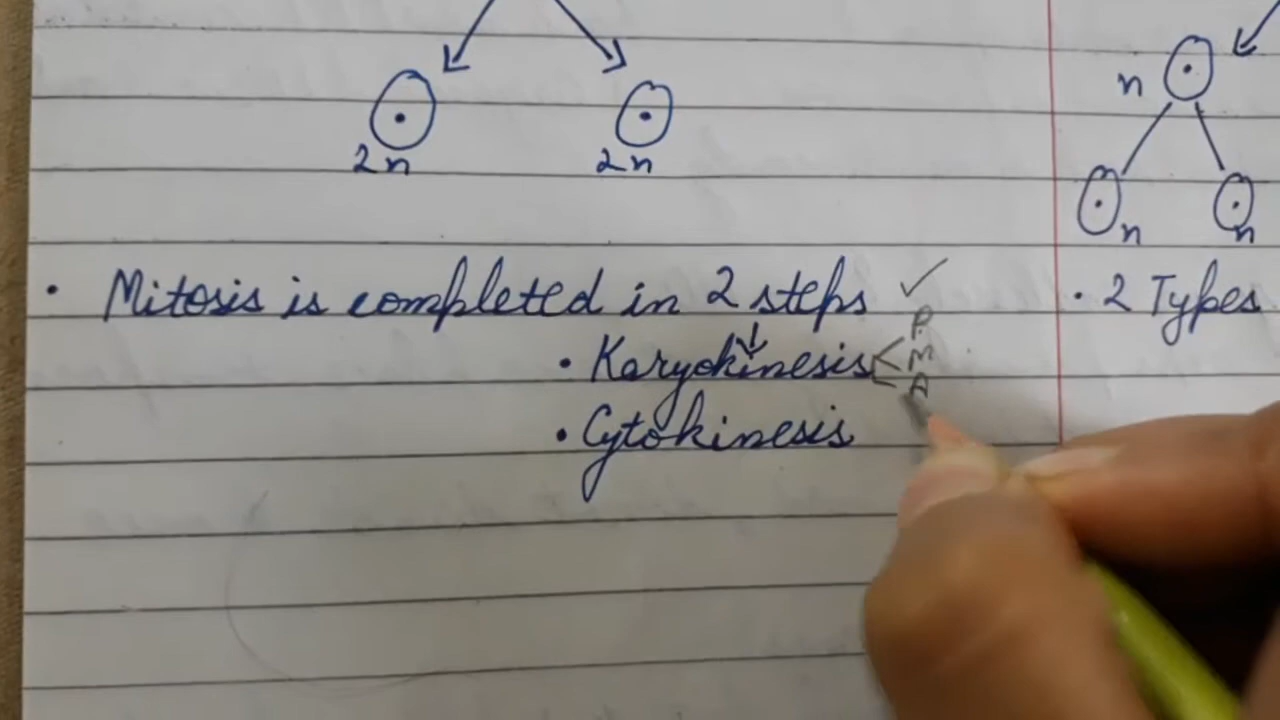 n
2n 2n
n n
• Mitosis is completed in 2 steps ✓
• Karyokinesis
P
M
A
• Cytokinesis
• 2 Types